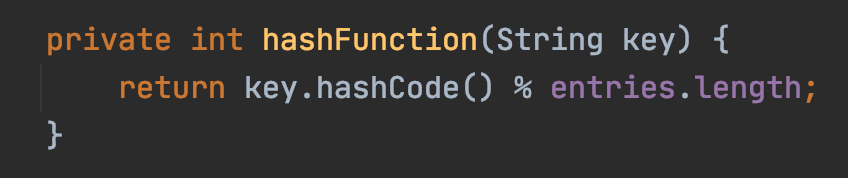 private int hashFunction(String key) {
    return key.hashCode() % entries.length;
}